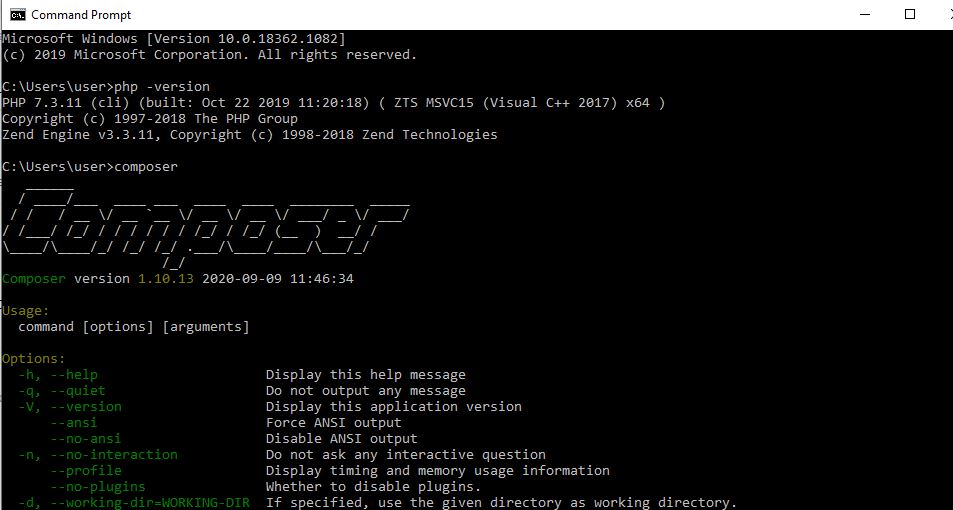 Command Prompt
Microsoft Windows [Version 10.0.18362.1082]
(c) 2019 Microsoft Corporation. All rights reserved.
C:\Users\user>php -version
PHP 7.3.11 (cli) (built: Oct 22 2019 11:20:18) ( ZTS MSVC15 (Visual C++ 2017) x64 )
Copyright (c) 1997-2018 The PHP Group
Zend Engine v3.3.11, Copyright (c) 1998-2018 Zend Technologies
C:\Users\user>composer
Composer
Composer version 1.10.13 2020-09-09 11:46:34
Usage:
command [options] [arguments]
Options:
-h, --help Display this help message
-q, --quiet Do not output any message
-V, --version Display this application version
--ansi Force ANSI output
--no-ansi Disable ANSI output
-n, --no-interaction Do not ask any interactive question
--profile Display timing and memory usage information
--no-plugins Whether to disable plugins.
-d, --working-dir=WORKING-DIR If specified, use the given directory as working directory.